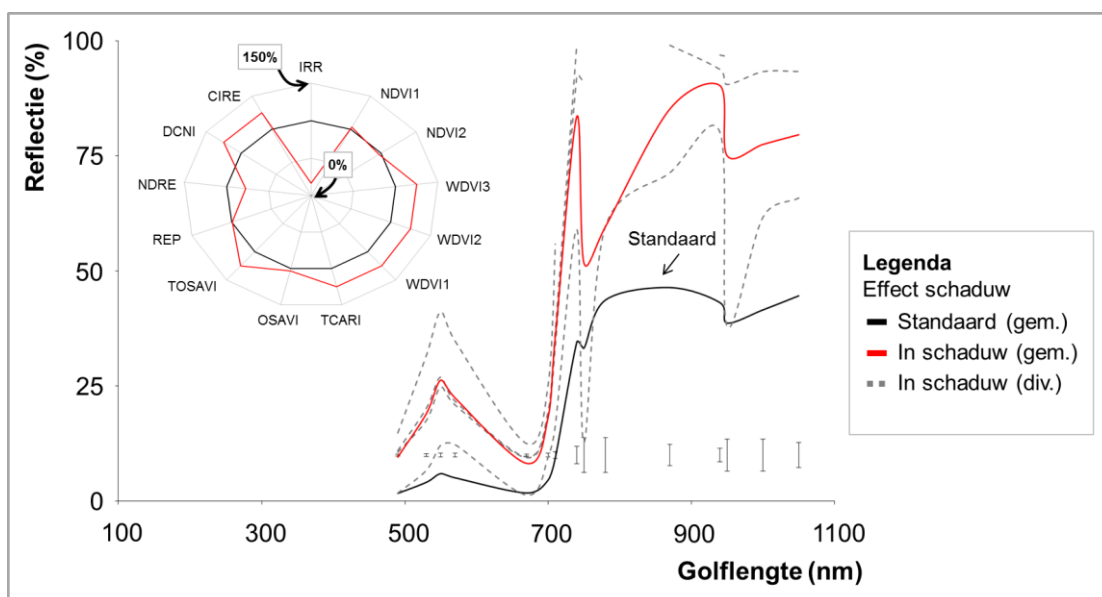 Reflectie (%)
100
75
50
25
0
100
300
500
700
900
1100
Golflengte (nm)
150%
0%
IRR
NDVI1
NDVI2
WDVI3
WDVI2
WDVI1
TCARI
OSAVI
TOSAVI
REP
NDRE
DCNI
CIRE
Standaard
Legenda
Effect schaduw
Standaard (gem.)
In schaduw (gem.)
In schaduw (div.)